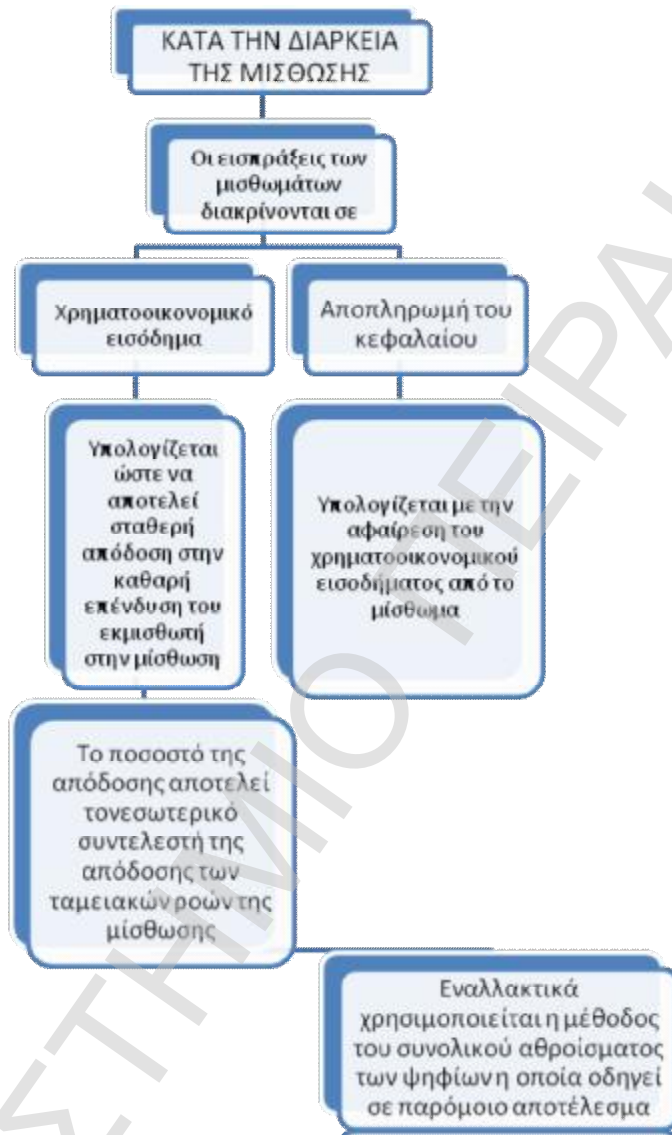 ΚΑΤΑ ΤΗΝ ΔΙΑΡΚΕΙΑ
ΤΗΣ ΜΙΣΘΩΣΗΣ
Οι εισπράξεις των
μισθωμάτων
διακρίνονται σε
Χρηματοοικονομικό
εισόδημα
Αποπληρωμή του
κεφαλαίου
Υπολογίζεται
ώστε να
αποτελεί
σταθερή
απόδοση στην
καθαρή
επένδυση του
εκμισθωτή
στην μίσθωση
Υπολογίζεται με την
αφαίρεση του
χρηματοοικονομικού
εισοδήματος από το
μίσθωμα
Το ποσοστό της
απόδοσης αποτελεί
τονεσωτερικό
συντελεστή της
απόδοσης των
ταμειακών ροών της
μίσθωσης
Εναλλακτικά
χρησιμοποιείται η μέθοδος
του συνολικού αθροίσματος
των ψηφίων η οποία οδηγεί
σε παρόμοιο αποτέλεσμα